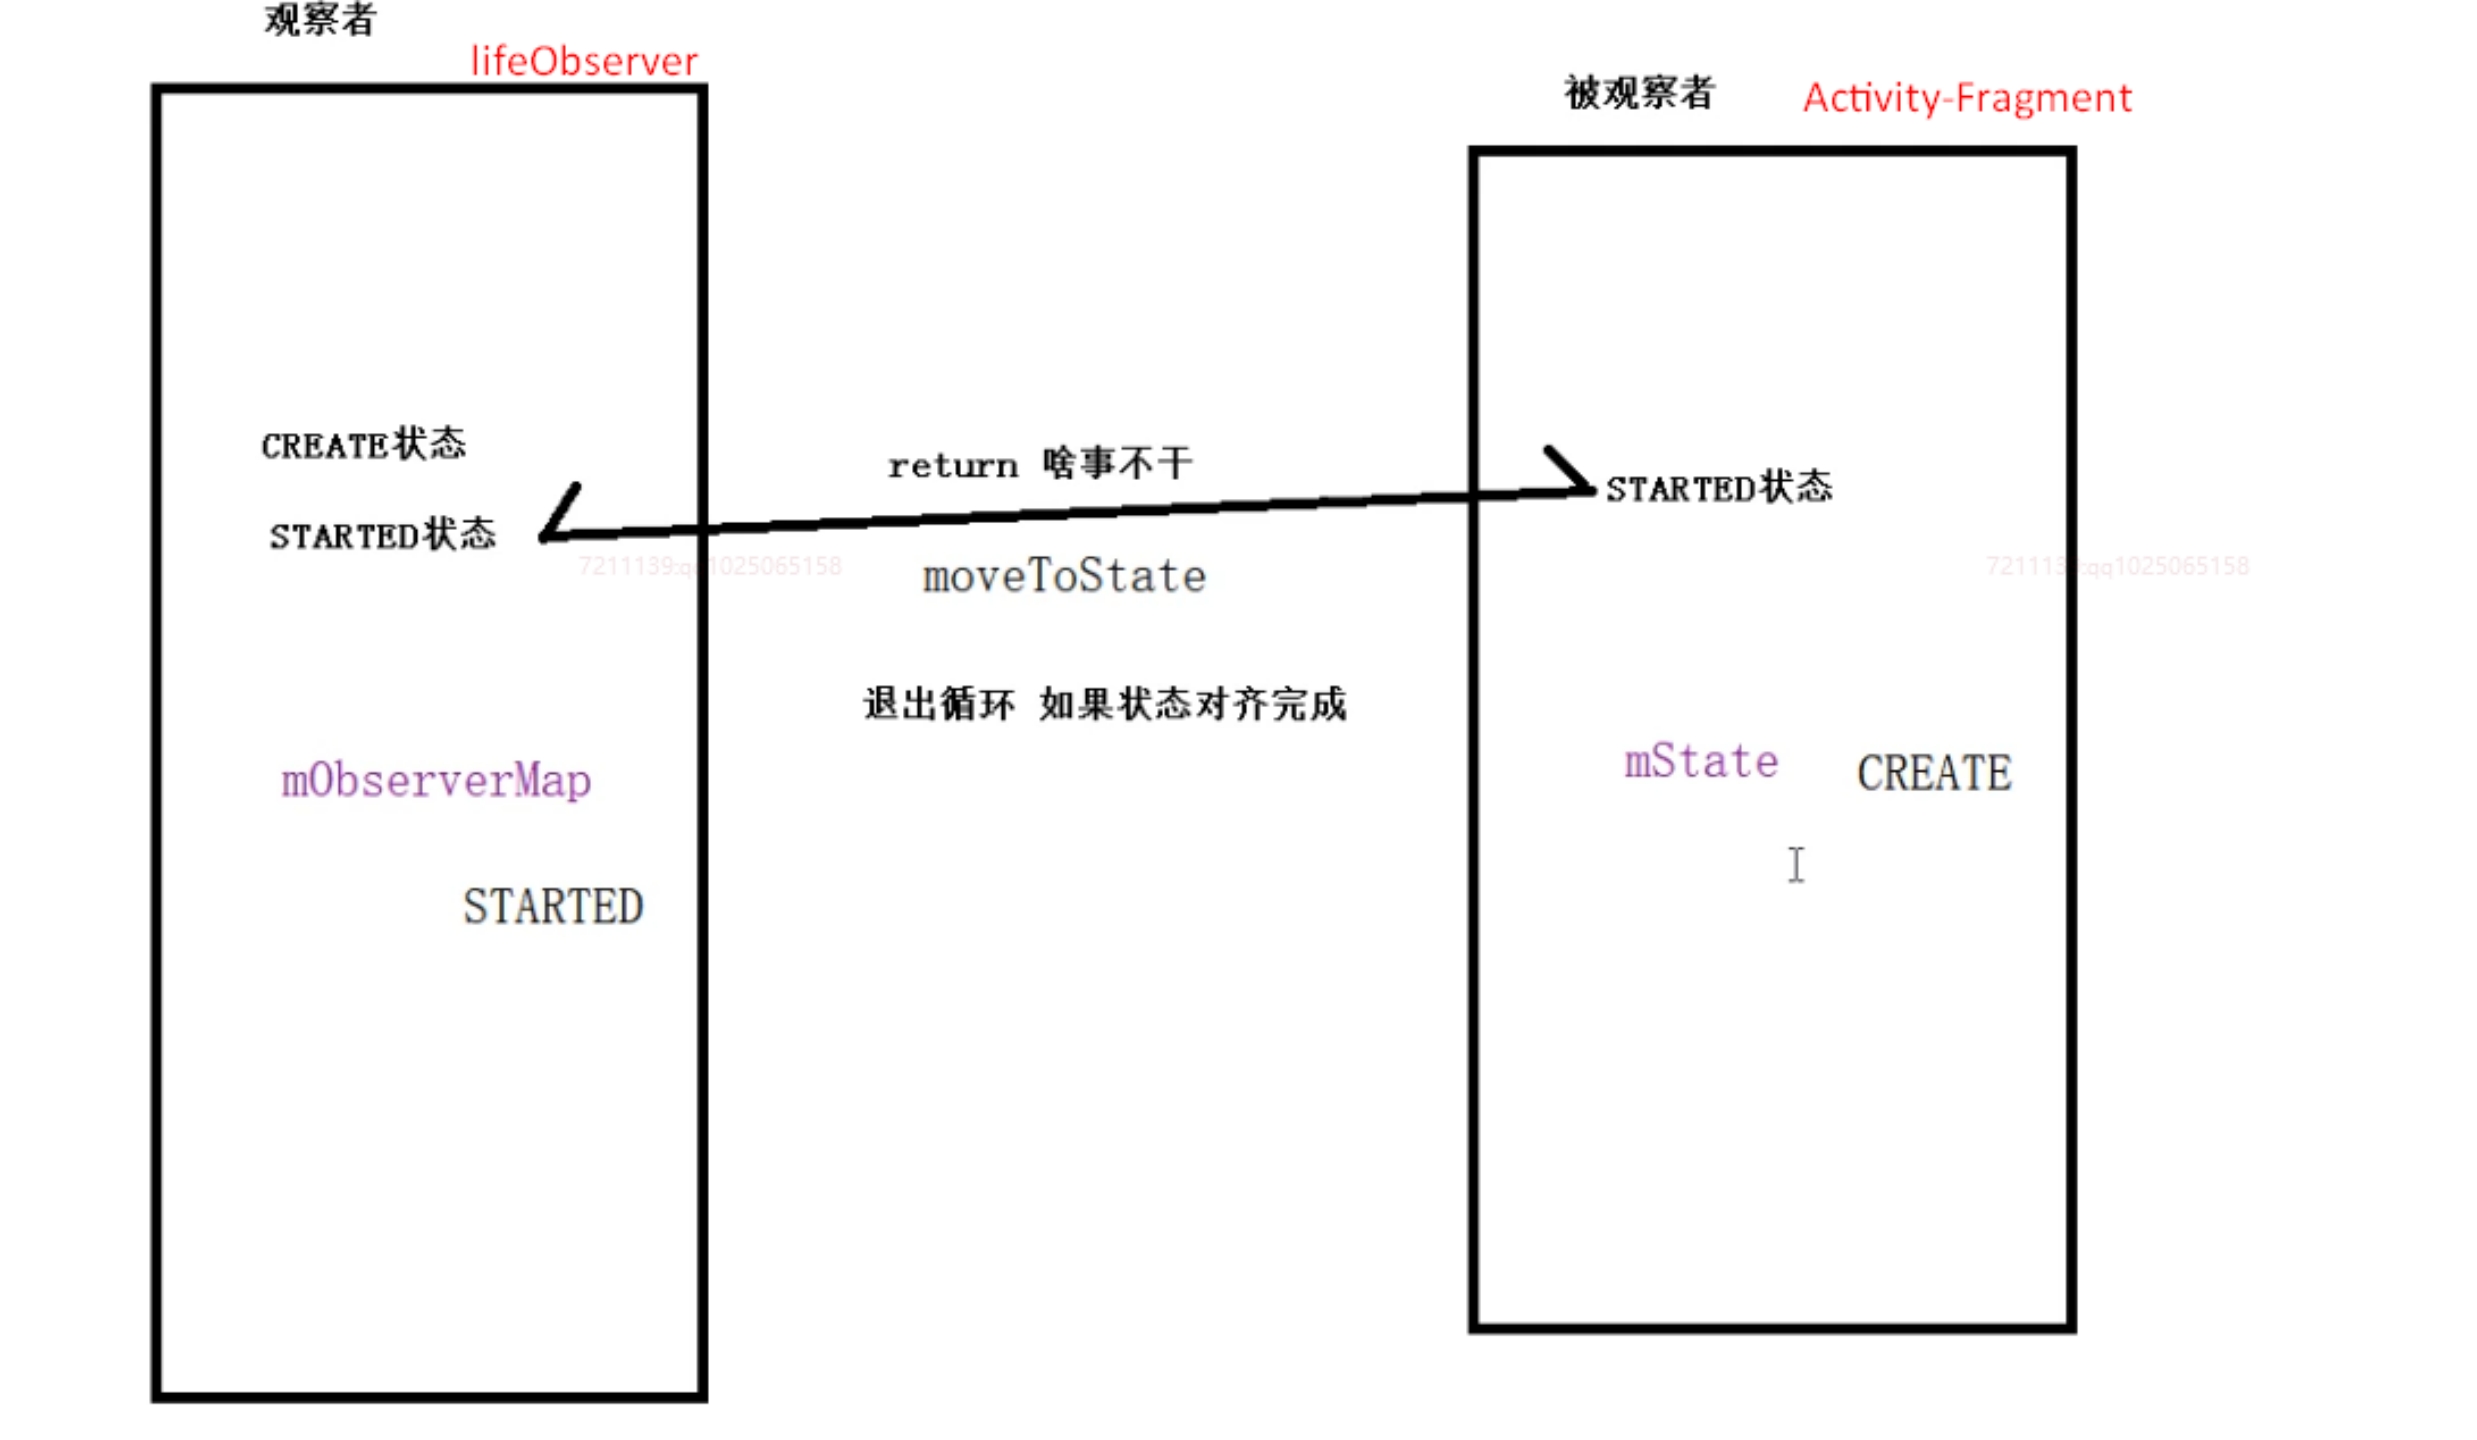 观察者
lifeObserver
被观察者
Activity-Fragment
CREATE状态
return 啥事不干
STARTED状态
STARTED状态
7211139:qq1025065158
7211139:qq1025065158
moveToState
退出循环 如果状态对齐完成
mObserverMap
mState
CREATE
STARTED